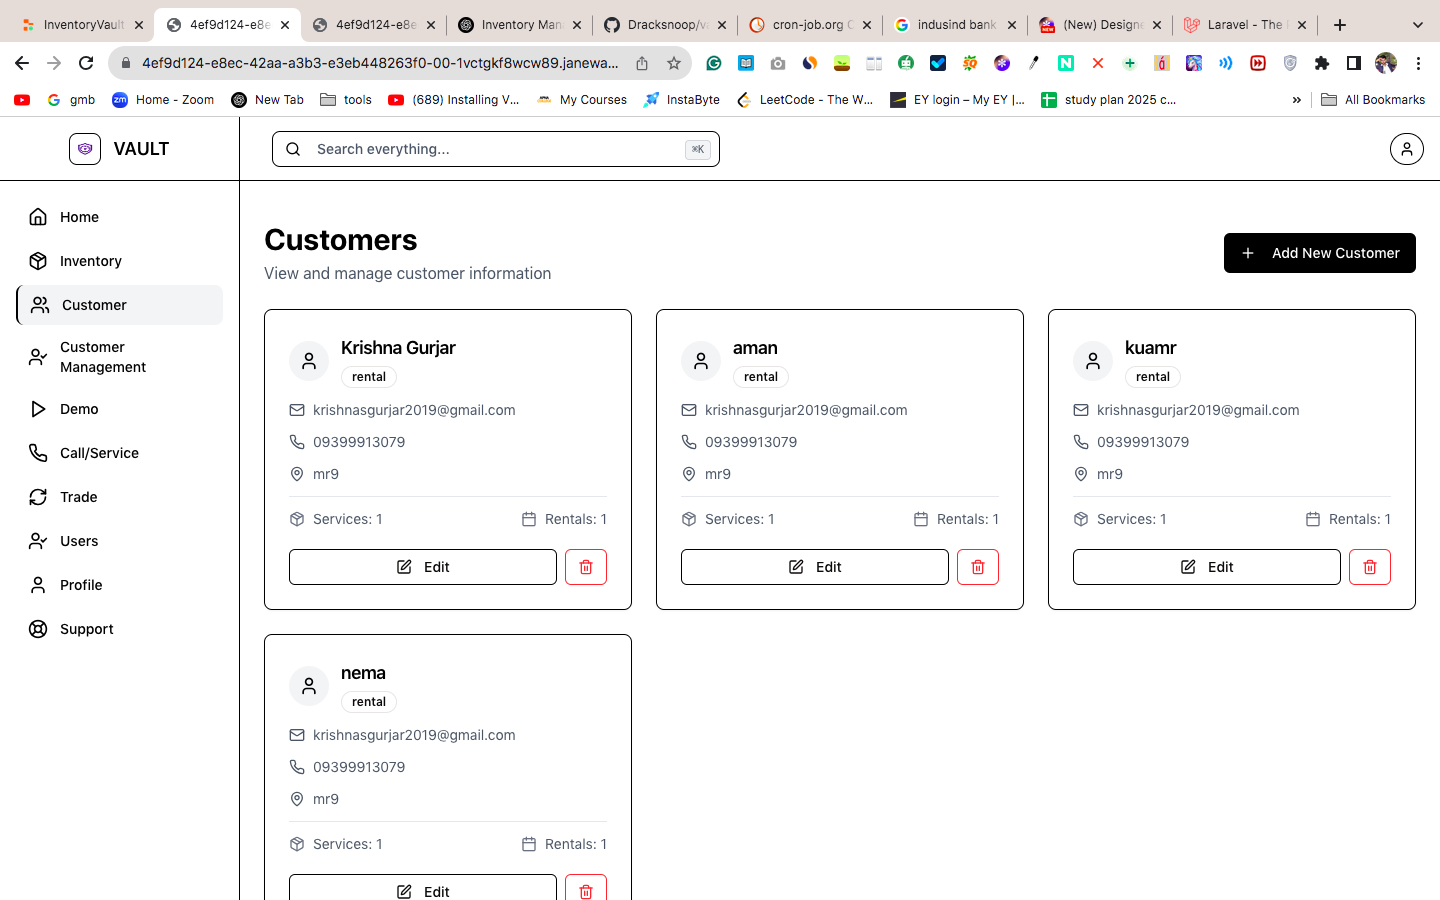 InventoryVault
4ef9d124-e8e
4ef9d124-e8e
Inventory Man
Dracksnoop/v
cron-job.org C
indusind bank
(New) Designe
Laravel - The
4ef9d124-e8ec-42aa-a3b3-e3eb448263f0-00-1vctgkf8wcw89.janewa...
gmb
Home - Zoom
New Tab
tools
(689) Installing V...
My Courses
InstaByte
LeetCode - The W...
EY login – My EY |...
study plan 2025 c...
»
All Bookmarks
VAULT
Search everything...
⌘K
Home
Inventory
Customer
Customer
Management
Demo
Call/Service
Trade
Users
Profile
Support
Customers
View and manage customer information
Add New Customer
Krishna Gurjar
rental
krishnasgurjar2019@gmail.com
09399913079
mr9
Services: 1
Rentals: 1
Edit
aman
rental
krishnasgurjar2019@gmail.com
09399913079
mr9
Services: 1
Rentals: 1
Edit
kuamr
rental
krishnasgurjar2019@gmail.com
09399913079
mr9
Services: 1
Rentals: 1
Edit
nema
rental
krishnasgurjar2019@gmail.com
09399913079
mr9
Services: 1
Rentals: 1
Edit